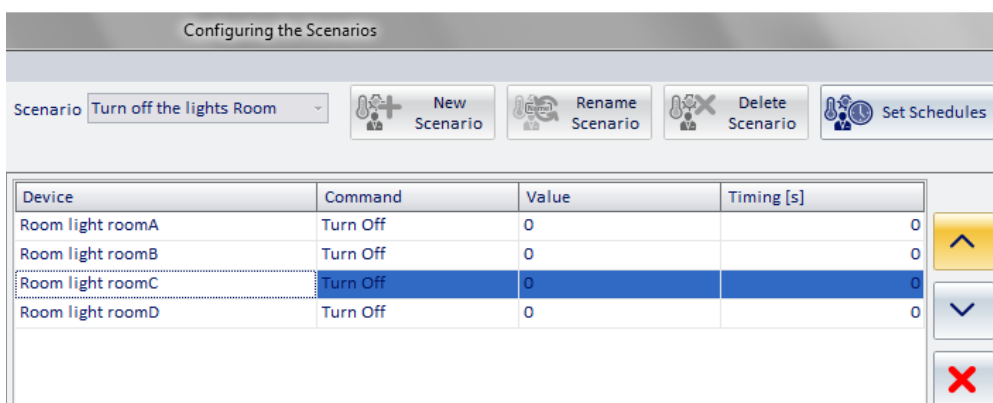 Configuring the Scenarios
Scenario Turn off the lights Room
New Scenario
Rename Scenario
Delete Scenario
Set Schedules
Device Command Value Timing [s]
Room light roomA Turn Off 0 0
Room light roomB Turn Off 0 0
Room light roomC Turn Off 0 0
Room light roomD Turn Off 0 0